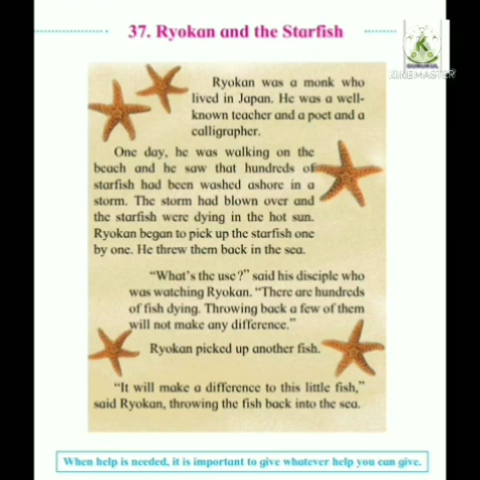 37. Ryokan and the Starfish
K
GURUKUL
ZONE MASTER
Ryokan was a monk who
lived in Japan. He was a well-
known teacher and a poet and a
calligrapher.
One day, he was walking on the
beach and he saw that hundreds of
starfish had been washed ashore in a
storm. The storm had blown over and
the starfish were dying in the hot sun.
Ryokan began to pick up the starfish one
by one. He threw them back in the sea.
“What’s the use?” said his disciple who
was watching Ryokan. “There are hundreds
of fish dying. Throwing back a few of them
will not make any difference.”
Ryokan picked up another fish.
“It will make a difference to this little fish,”
said Ryokan, throwing the fish back into the sea.
When help is needed, it is important to give whatever help you can give.